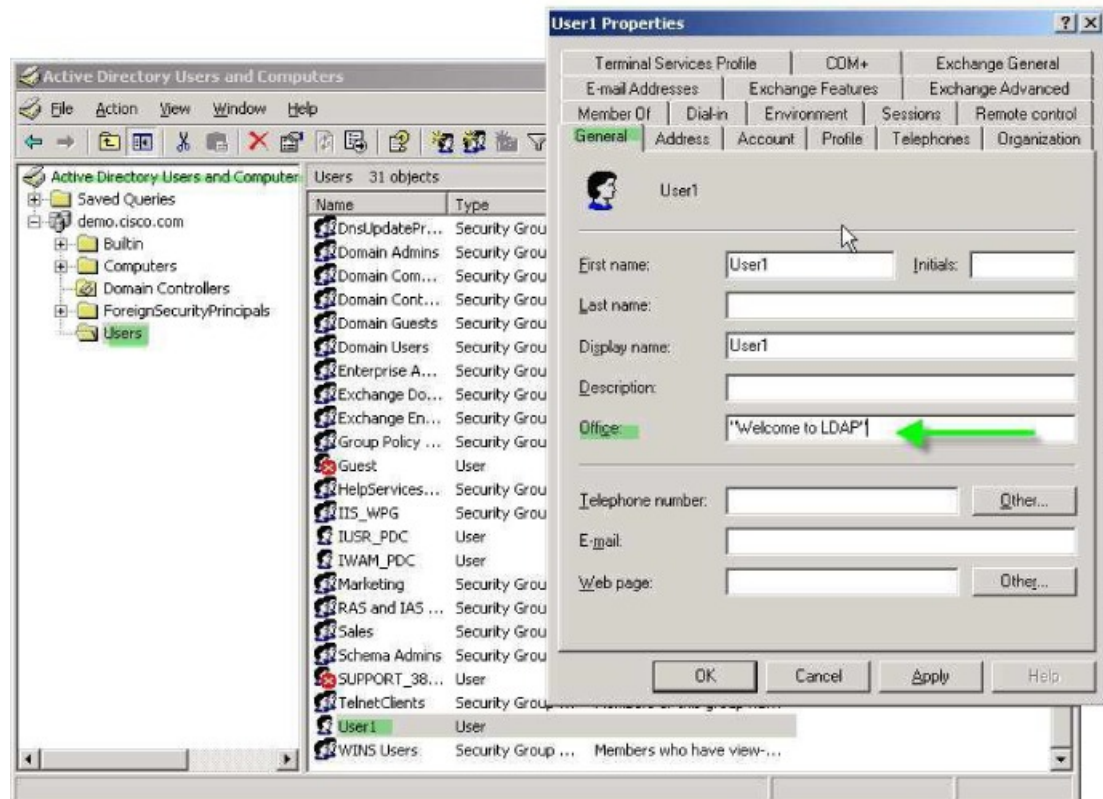 Active Directory Users and Computers
File Action View Window Help
Active Directory Users and Computer
Saved Queries
demo.cisco.com
Builtin
Computers
Domain Controllers
ForeignSecurityPrincipals
Users
Users 31 objects
Name Type
DnsUpdatePr... Security Grou
Domain Admins Security Grou
Domain Com... Security Grou
Domain Cont... Security Grou
Domain Guests Security Grou
Domain Users Security Grou
Enterprise A... Security Grou
Exchange Do... Security Grou
Exchange En... Security Grou
Group Policy ... Security Grou
Guest User
HelpServices... Security Grou
IIS_WPG Security Grou
IUSR_PDC User
IWAM_PDC User
Marketing Security Grou
RAS and IAS ... Security Grou
Sales Security Grou
Schema Admins Security Grou
SUPPORT_38... User
TelnetClients Security Group ... Members of this group
User1 User
WINS Users Security Group ... Members who have view-...
User1 Properties
Terminal Services Profile COM+ Exchange General
E-mail Addresses Exchange Features Exchange Advanced
Member Of Dial-in Environment Sessions Remote control
General Address Account Profile Telephones Organization
User1
First name: User1 Initials:
Last name:
Display name: User1
Description:
Office: "Welcome to LDAP"
Telephone number: Other...
E-mail:
Web page: Other...
OK Cancel Apply Help